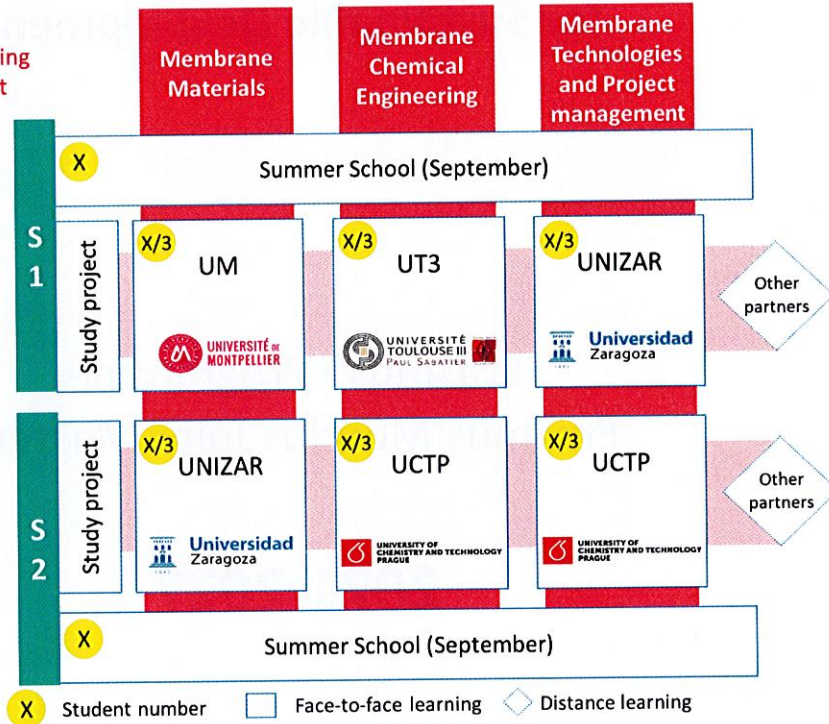 ing
t
Membrane
Materials
Membrane
Chemical
Engineering
Membrane
Technologies
and Project
management
X
Summer School (September)
S
1
Study project
X/3
UM
UNIVERSITÉ DE
MONTPELLIER
X/3
UT3
UNIVERSITÉ
TOULOUSE III
PAUL SABATIER
X/3
UNIZAR
Universidad
Zaragoza
1542
Other
partners
S
2
Study project
X/3
UNIZAR
Universidad
Zaragoza
1542
X/3
UCTP
UNIVERSITY OF
CHEMISTRY AND TECHNOLOGY
PRAGUE
X/3
UCTP
UNIVERSITY OF
CHEMISTRY AND TECHNOLOGY
PRAGUE
Other
partners
X
Summer School (September)
X Student number
Face-to-face learning
Distance learning